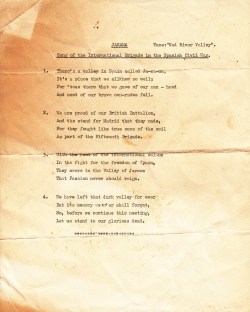 JARAMA Tune:"Red River Valley".
Song of the International Brigade in the Spanish Civil War.
1. There's a valley in Spain called Ja-ra-ma,
It's a place that we all know so well,
For 'twas there that we gave of our man - hood
And most of our brave com-rades fell.
2. We are proud of our British Battalion,
And the stand for Madrid that they made,
For they fought like true sons of the soil
As part of the Fifteenth Brigade.
3. With the rest of the international column
In the fight for the freedom of Spain,
They swore in the Valley of Jarama
That Fascism never should reign.
4. We have left that dark valley for ever
But its memory shall forget,
So, before we continue this meeting,
Let us stand to our glorious dead.